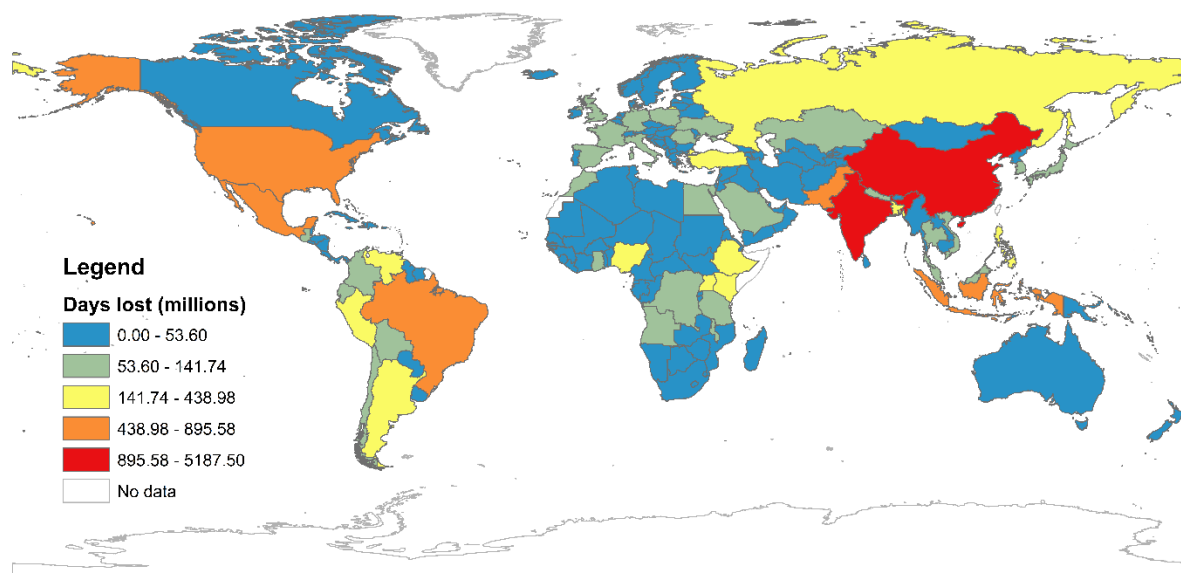 Legend
Days lost (millions)
0.00 - 53.60
53.60 - 141.74
141.74 - 438.98
438.98 - 895.58
895.58 - 5187.50
No data